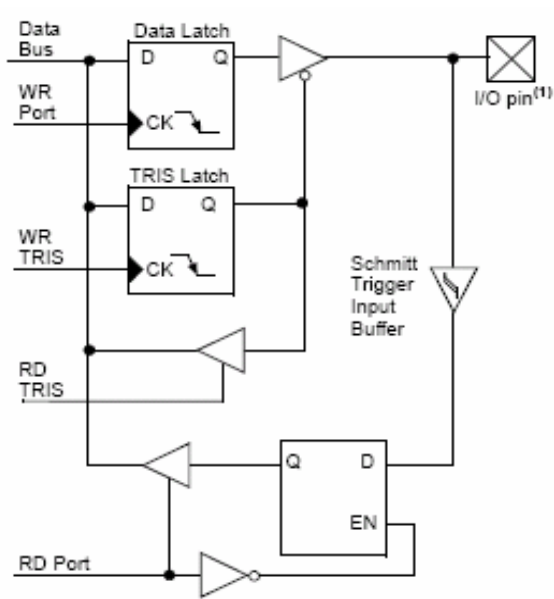 Data
Bus
Data Latch
D Q
WR
Port
CK
I/O pin(1)
TRIS Latch
D Q
WR
TRIS
CK
Schmitt
Trigger
Input
Buffer
RD
TRIS
Q D
EN
RD Port